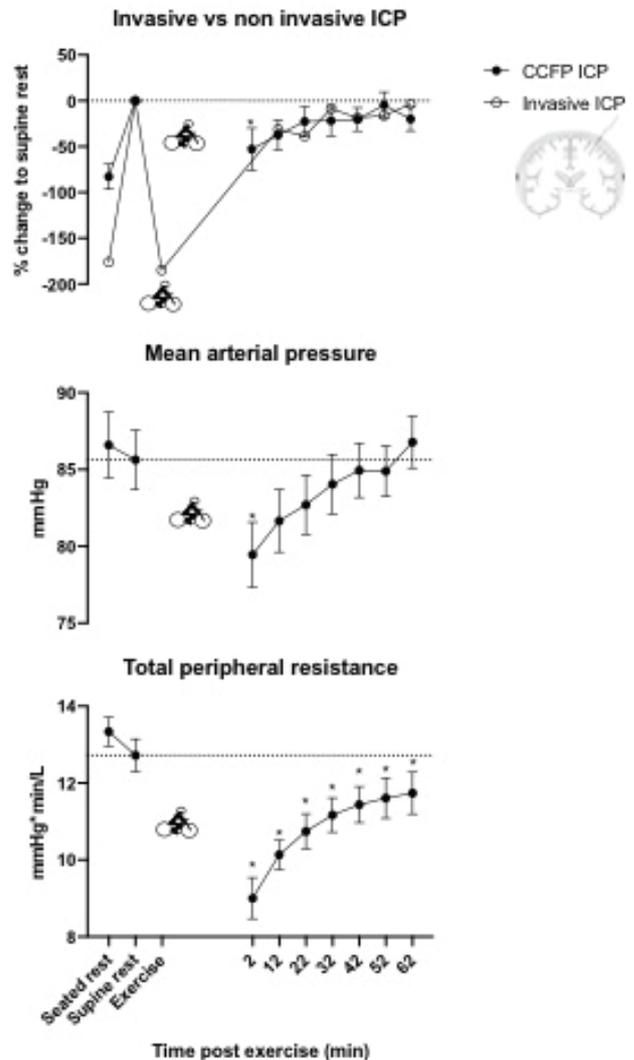 Invasive vs non invasive ICP
50
0
-50
-100
-150
-200
% change to supine rest
*
CCFP ICP
Invasive ICP
Mean arterial pressure
90
85
80
75
mmHg
*
Total peripheral resistance
14
12
10
8
mmHg* min/L
* * * * * * *
Seated rest
Supine rest
Exercise
2 12 22 32 42 52 62
Time post exercise (min)